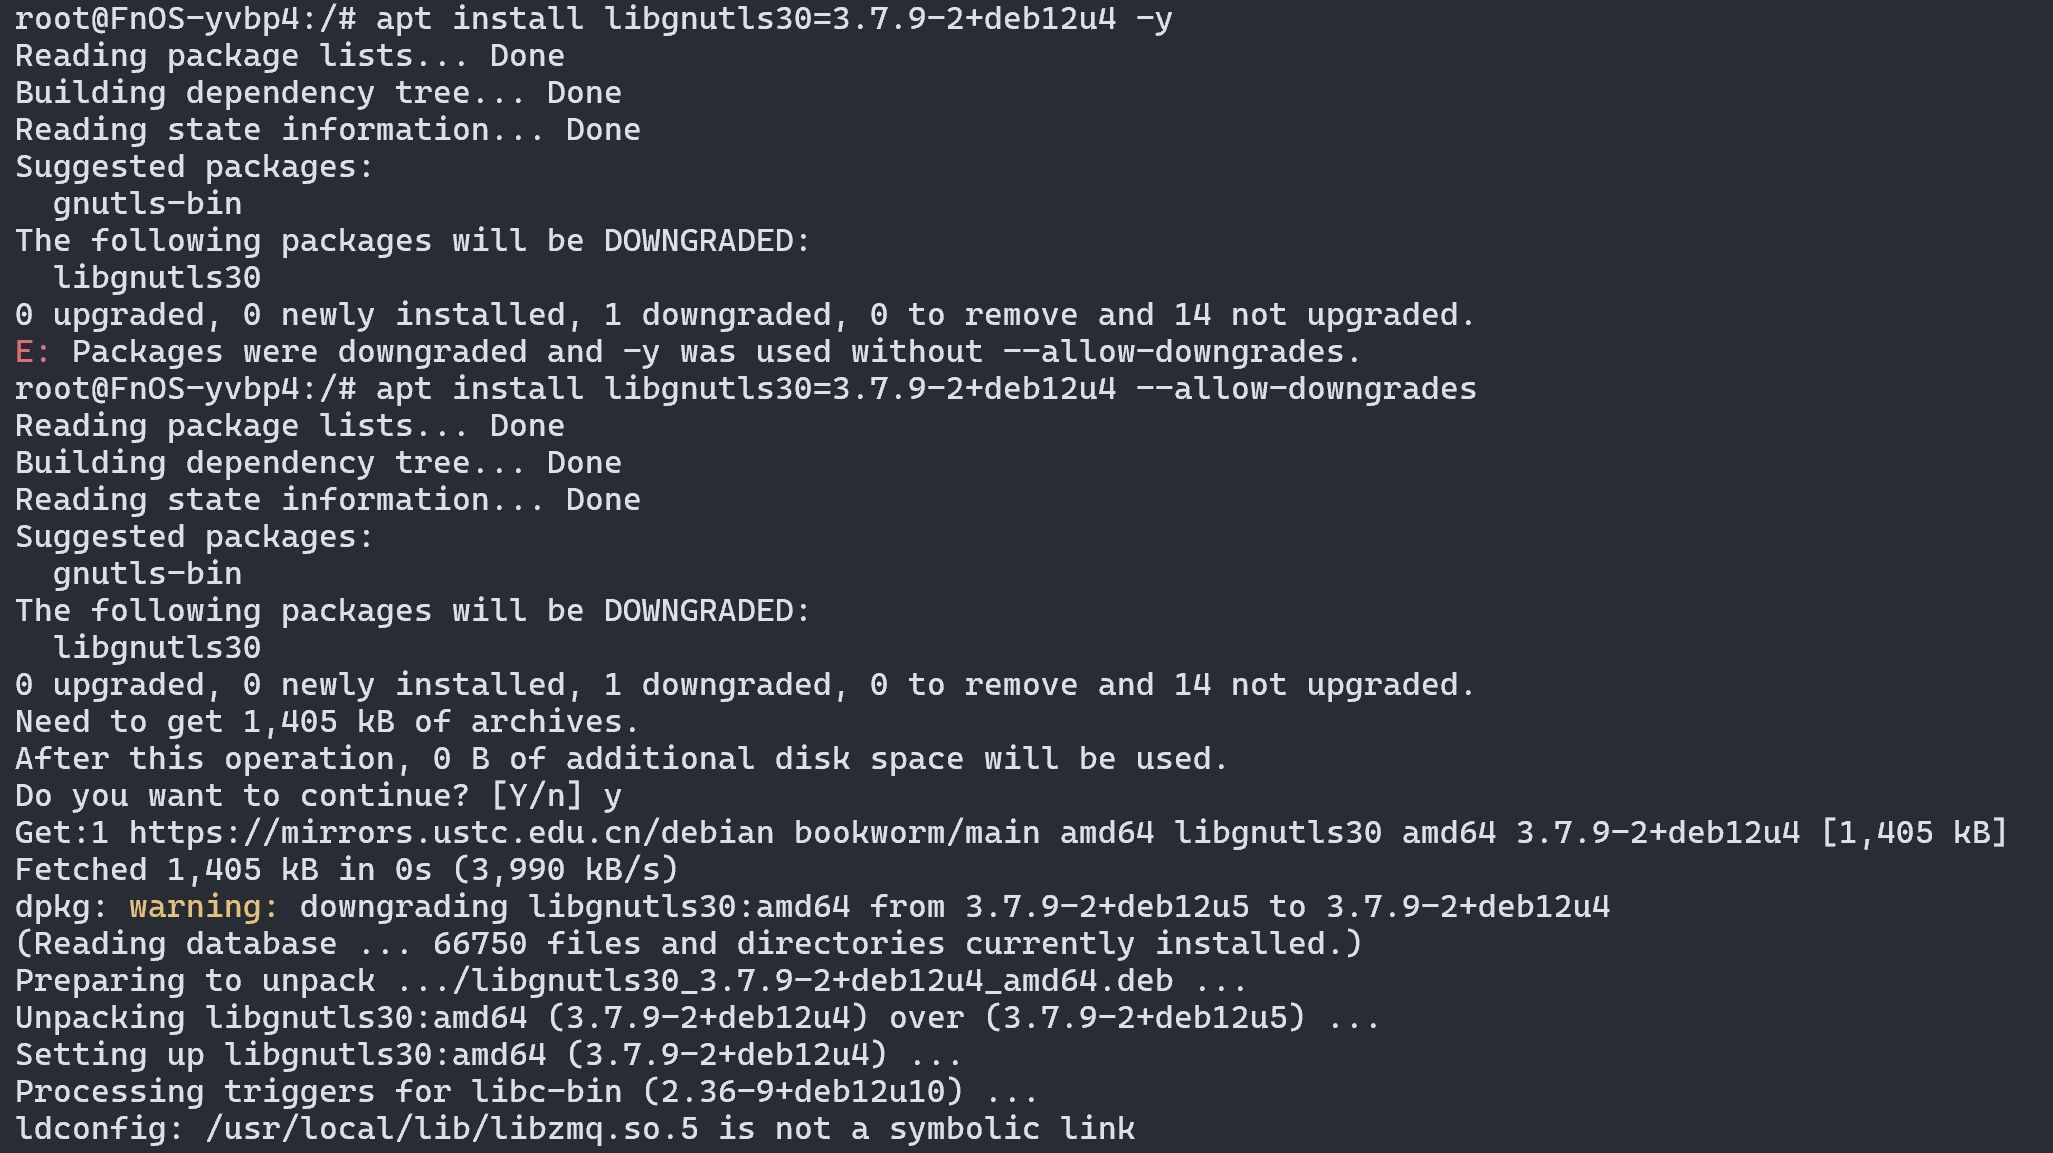 root@FnOS-yvbp4:/# apt install libgnutls30=3.7.9-2+deb12u4 -y
Reading package lists... Done
Building dependency tree... Done
Reading state information... Done
Suggested packages:
  gnutls-bin
The following packages will be DOWNGRADED:
  libgnutls30
0 upgraded, 0 newly installed, 1 downgraded, 0 to remove and 14 not upgraded.
E: Packages were downgraded and -y was used without --allow-downgrades.
root@FnOS-yvbp4:/# apt install libgnutls30=3.7.9-2+deb12u4 --allow-downgrades
Reading package lists... Done
Building dependency tree... Done
Reading state information... Done
Suggested packages:
  gnutls-bin
The following packages will be DOWNGRADED:
  libgnutls30
0 upgraded, 0 newly installed, 1 downgraded, 0 to remove and 14 not upgraded.
Need to get 1,405 kB of archives.
After this operation, 0 B of additional disk space will be used.
Do you want to continue? [Y/n] y
Get:1 https://mirrors.ustc.edu.cn/debian bookworm/main amd64 libgnutls30 amd64 3.7.9-2+deb12u4 [1,405 kB]
Fetched 1,405 kB in 0s (3,990 kB/s)
dpkg: warning: downgrading libgnutls30:amd64 from 3.7.9-2+deb12u5 to 3.7.9-2+deb12u4
(Reading database ... 66750 files and directories currently installed.)
Preparing to unpack .../libgnutls30_3.7.9-2+deb12u4_amd64.deb ...
Unpacking libgnutls30:amd64 (3.7.9-2+deb12u4) over (3.7.9-2+deb12u5) ...
Setting up libgnutls30:amd64 (3.7.9-2+deb12u4) ...
Processing triggers for libc-bin (2.36-9+deb12u10) ...
ldconfig: /usr/local/lib/libzmq.so.5 is not a symbolic link